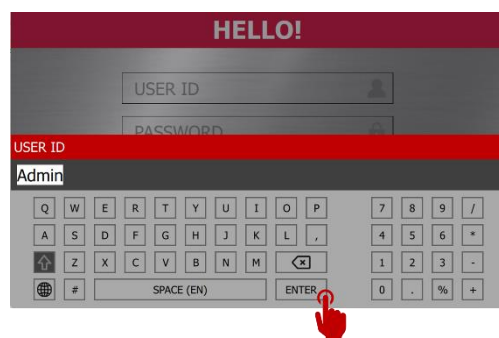 HELLO!
USER ID
PASSWORD
USER ID
Admin
Q W E R T Y U I O P 7 8 9 /
A S D F G H J K L , 4 5 6 *
Z X C V B N M 1 2 3 -
# SPACE (EN) ENTER 0 . % +